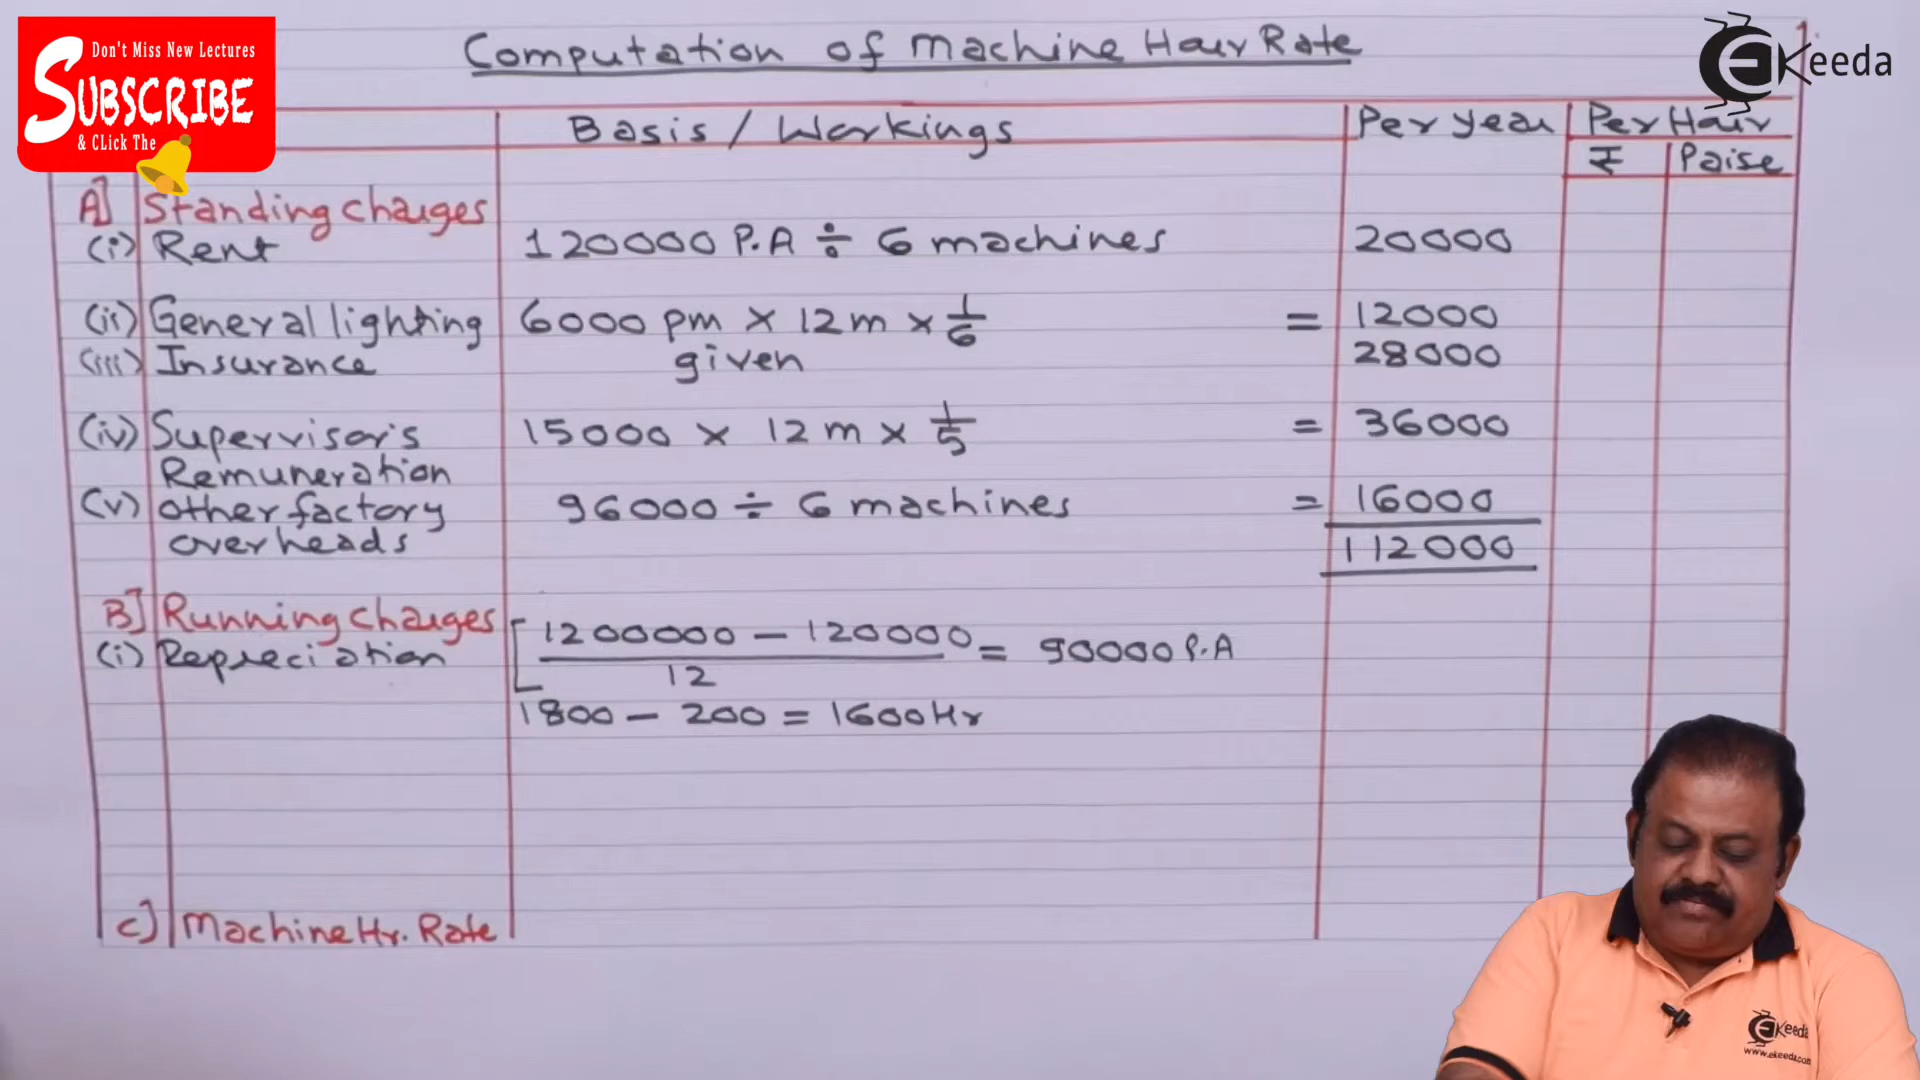 Don't Miss New Lectures
SUBSCRIBE
& CLick The
EKeeda
Computation of Machine Hour Rate
Basis / Workings Per year Per Hour
₹ Paise
A] Standing charges
(i) Rent 120000 P.A ÷ 6 machines 20000
(ii) General lighting 6000 pm × 12 m × 1/6 = 12000
(iii) Insurance given 28000
(iv) Supervisor's 15000 × 12 m × 1/5 = 36000
Remuneration
(v) other factory 96000 ÷ 6 machines = 16000
overheads 112000
B] Running charges
(i) Depreciation [1200000 – 120000 / 12 = 90000 P.A
1800 – 200 = 1600 Hr
C] Machine Hr. Rate
EKeeda
www.ekeeda.com